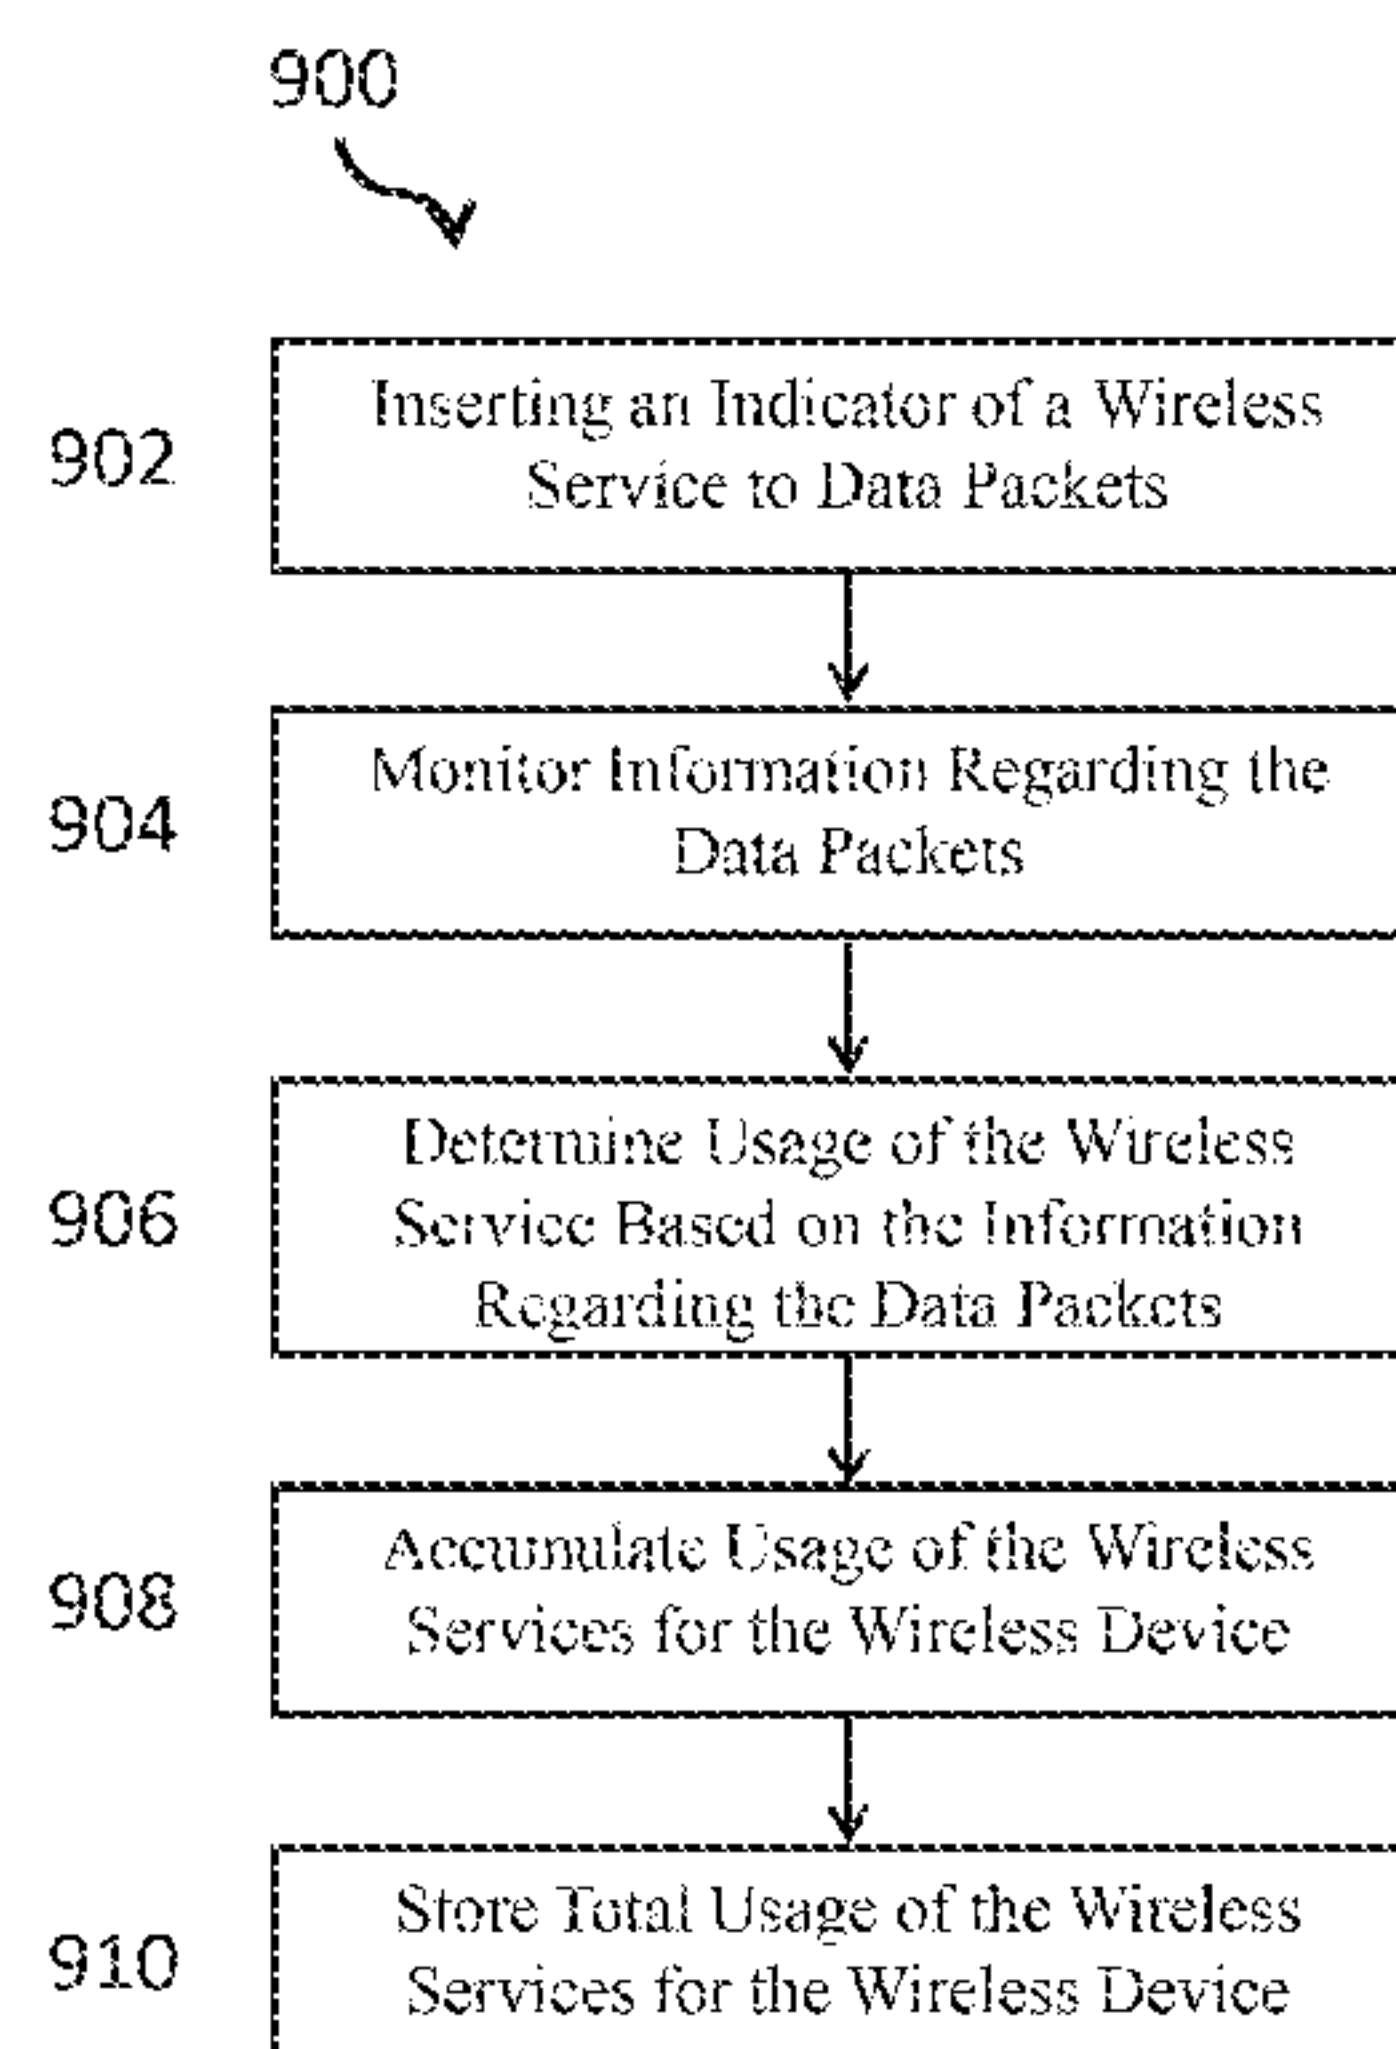 900
902
Inserting an Indicator of a Wireless
Service to Data Packets
904
Monitor Information Regarding the
Data Packets
906
Determine Usage of the Wireless
Service Based on the Information
Regarding the Data Packets
908
Accumulate Usage of the Wireless
Services for the Wireless Device
910
Store Total Usage of the Wireless
Services for the Wireless Device